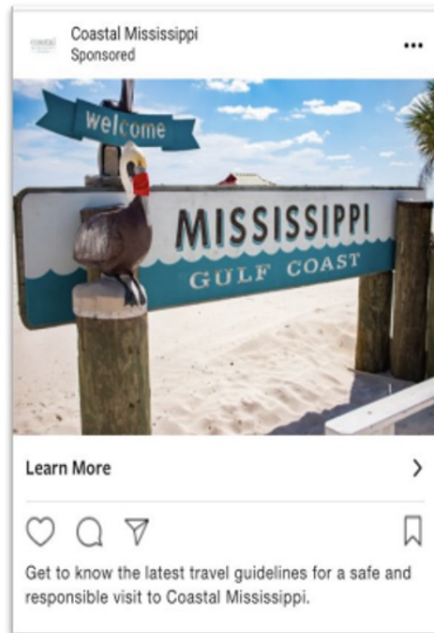 Coastal Mississippi
Sponsored
Welcome
MISSISSIPPI
GULF COAST
Learn More
Get to know the latest travel guidelines for a safe and
responsible visit to Coastal Mississippi.